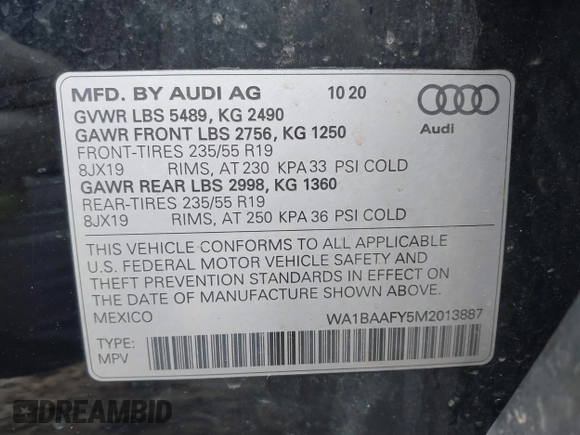 MFD. BY AUDI AG 10 20
GVWR LBS 5489, KG 2490
GAWR FRONT LBS 2756, KG 1250
FRONT-TIRES 235/55 R19
8JX19 RIMS, AT 230 KPA 33 PSI COLD
GAWR REAR LBS 2998, KG 1360
REAR-TIRES 235/55 R19
8JX19 RIMS, AT 250 KPA 36 PSI COLD
Audi
THIS VEHICLE CONFORMS TO ALL APPLICABLE
U.S. FEDERAL MOTOR VEHICLE SAFETY AND
THEFT PREVENTION STANDARDS IN EFFECT ON
THE DATE OF MANUFACTURE SHOWN ABOVE.
MEXICO WA1BAAFY5M2013887
TYPE:
MPV
DREAMBID